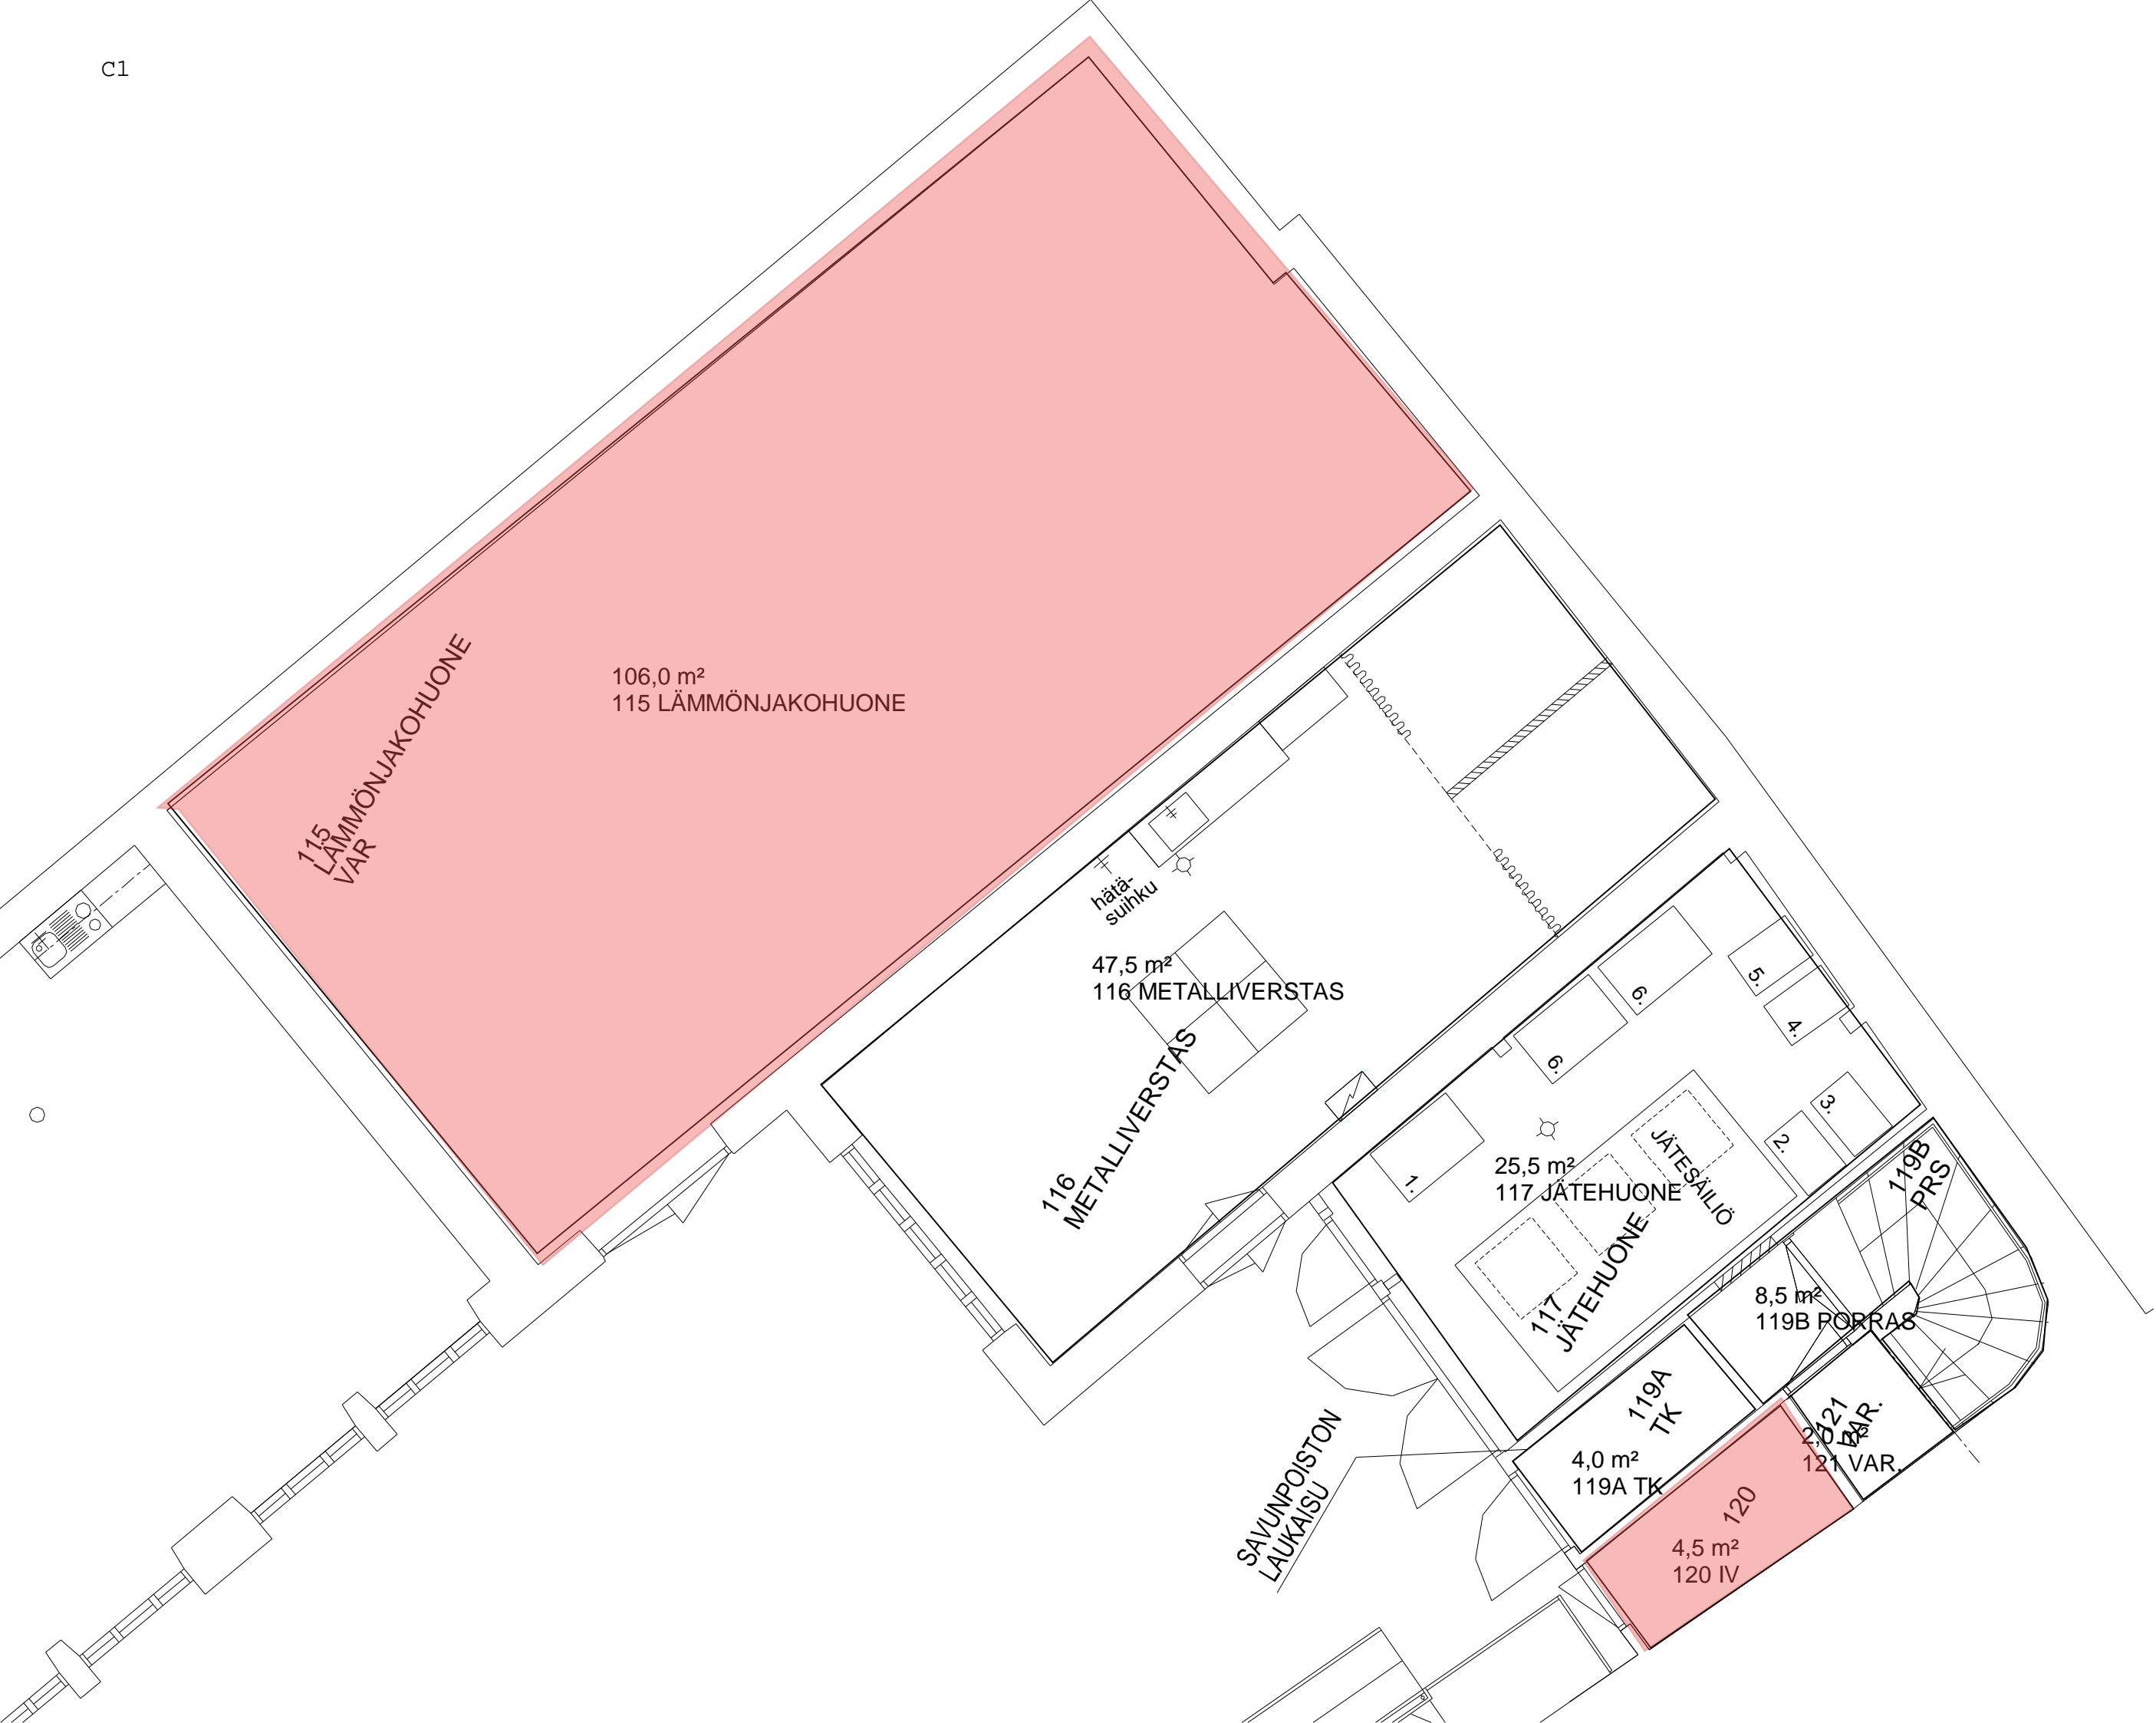 C1
106,0 m²
115 LÄMMÖNJAKOHUONE
115
LÄMMÖNJAKOHUONE
VAR
hätä-
suihku
47,5 m²
116 METALLIVERSTAS
116
METALLIVERSTAS
5.
6.
4.
6.
3.
2.
1.
JÄTESÄILIÖ
25,5 m²
117 JÄTEHUONE
117
JÄTEHUONE
119B
PRS
8,5 m²
119B PORRAS
119A
TK
4,0 m²
119A TK
121
VAR.
2,0 m²
121 VAR.
SAVUNPOISTON
LAUKAISU
120
4,5 m²
120 IV